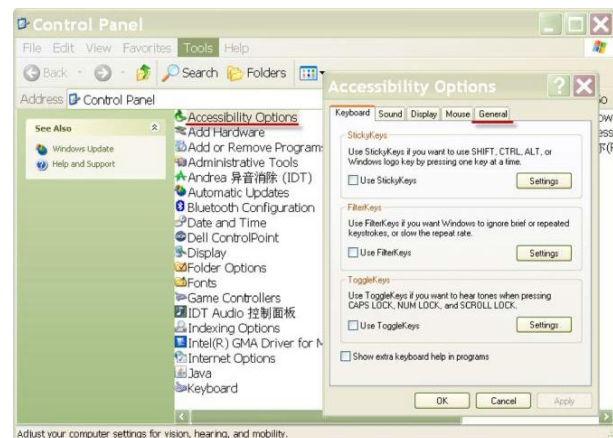 Control Panel
File Edit View Favorites Tools Help
Back Search Folders
Address Control Panel
See Also
Windows Update
Help and Support
Accessibility Options
Add Hardware
Add or Remove Program
Administrative Tools
Andrea 异音消除 (IDT)
Automatic Updates
Bluetooth Configuration
Date and Time
Dell ControlPoint
Display
Folder Options
Fonts
Game Controllers
IDT Audio 控制面板
Indexing Options
Intel(R) GMA Driver for M
Internet Options
Java
Keyboard
Adjust your computer settings for vision, hearing, and mobility.
Accessibility Options
Keyboard Sound Display Mouse General
StickyKeys
Use StickyKeys if you want to use SHIFT, CTRL, ALT, or
Windows logo key by pressing one key at a time.
Use StickyKeys Settings
FilterKeys
Use FilterKeys if you want Windows to ignore brief or repeated
keystrokes, or slow the repeat rate.
Use FilterKeys Settings
ToggleKeys
Use ToggleKeys if you want to hear tones when pressing
CAPS LOCK, NUM LOCK, and SCROLL LOCK.
Use ToggleKeys Settings
Show extra keyboard help in programs
OK Cancel Apply